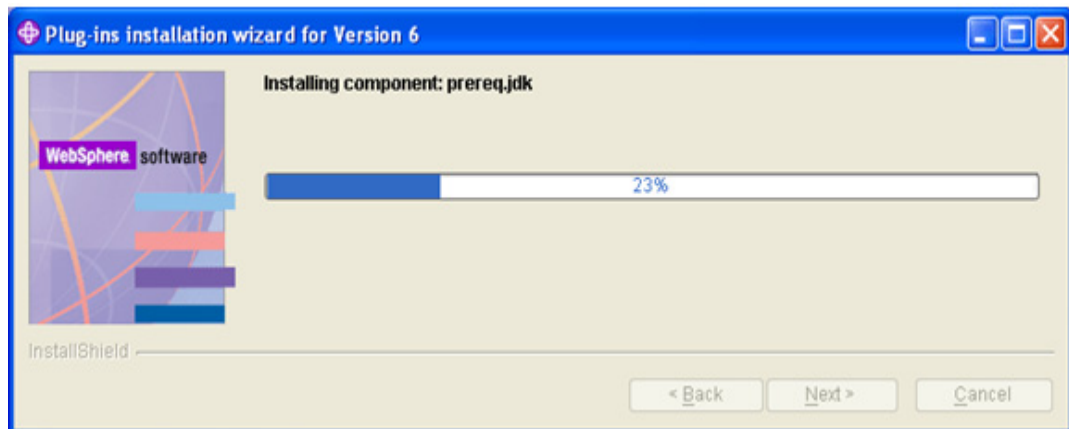 Plug-ins installation wizard for Version 6
Installing component: prereq.jdk
WebSphere software
23%
InstallShield
< Back Next > Cancel